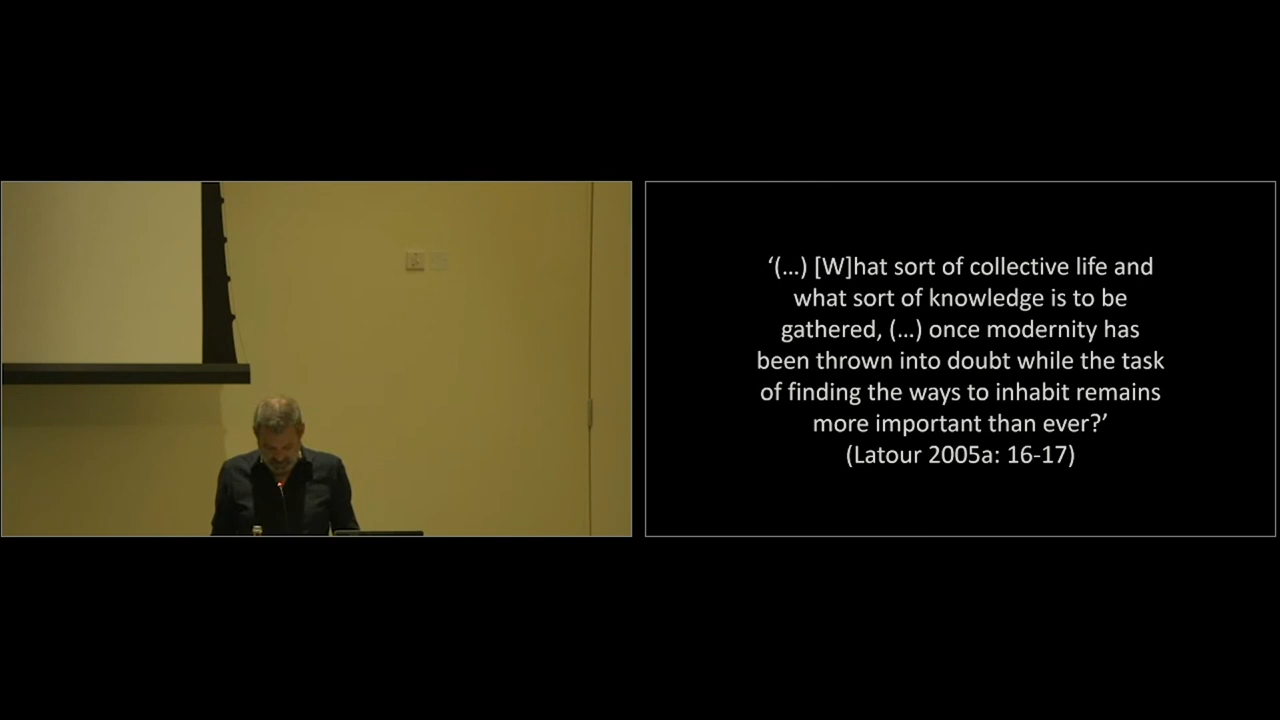 ‘(…) [W]hat sort of collective life and
what sort of knowledge is to be
gathered, (…) once modernity has
been thrown into doubt while the task
of finding the ways to inhabit remains
more important than ever?’
(Latour 2005a: 16-17)